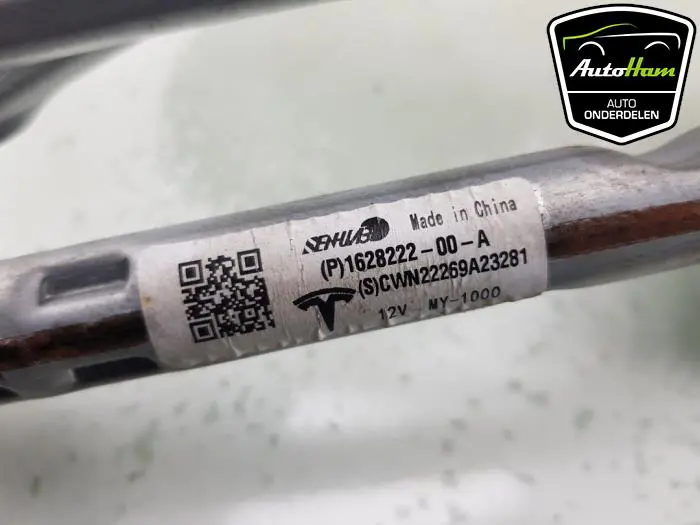 AutoHam
AUTO
ONDERDELEN
Made in China
(P)1628222-00-A
(S)CWN22269A23281
12V MY-1000